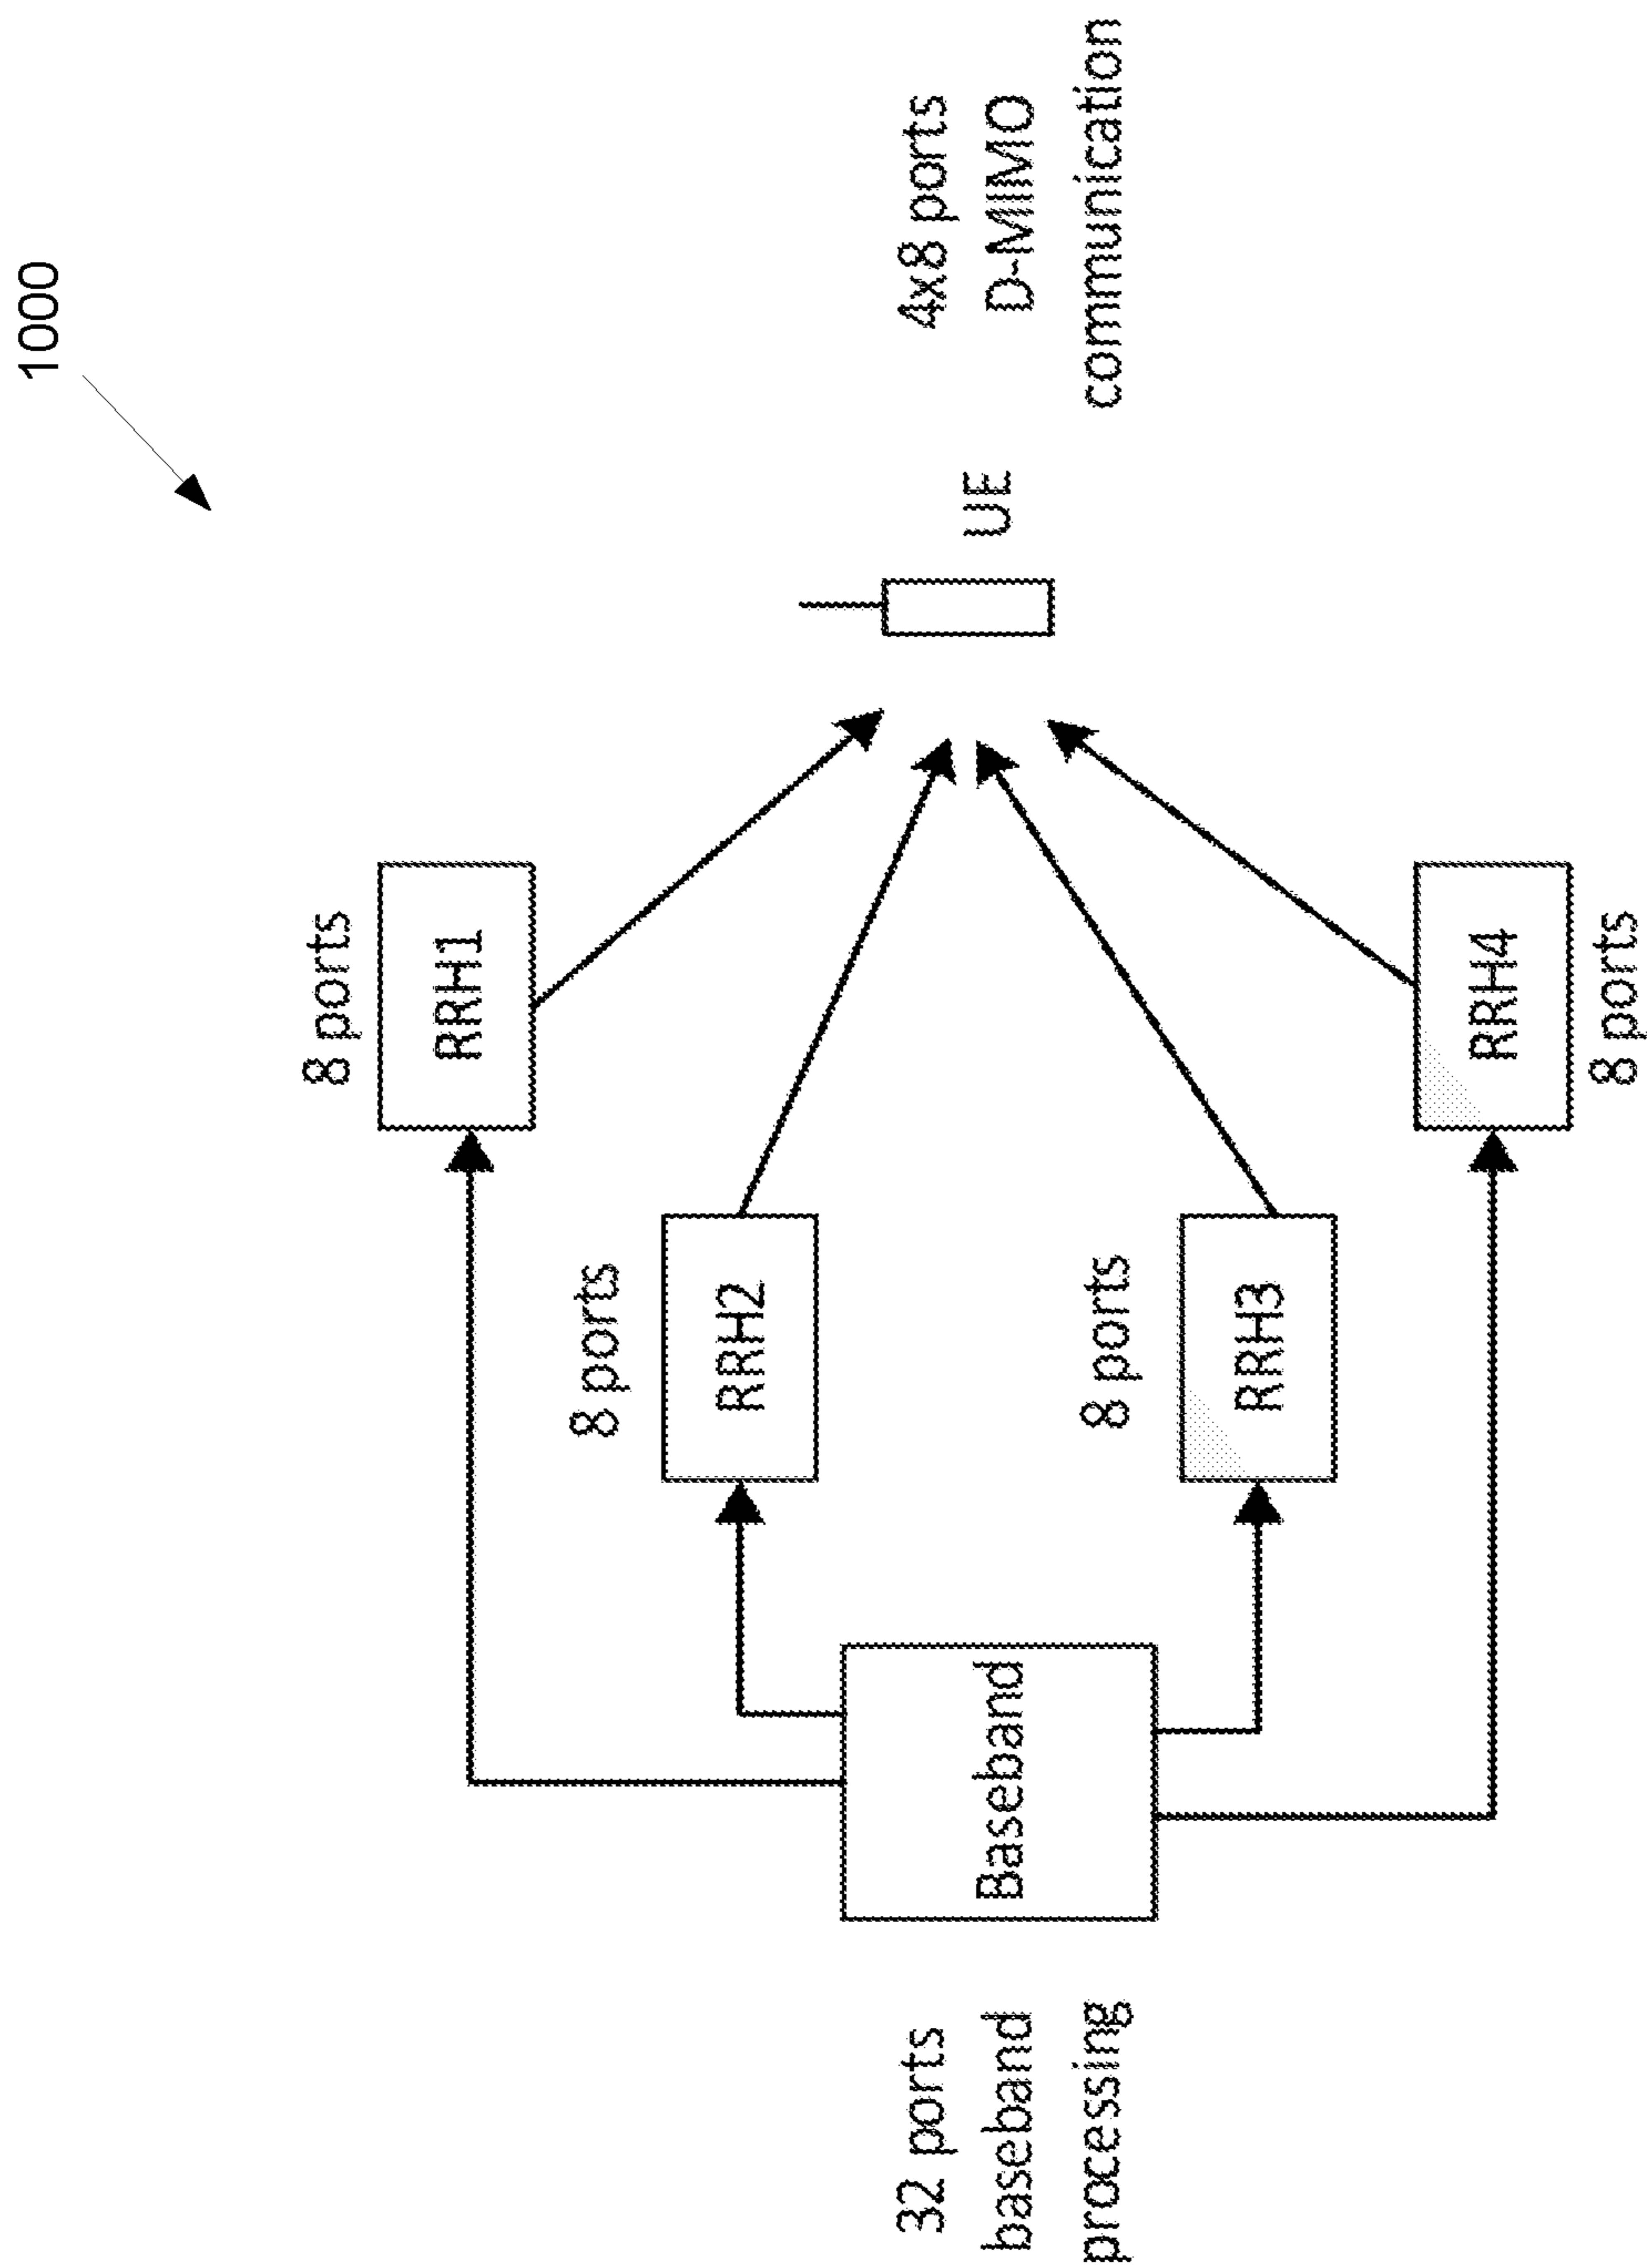 1000
32 ports
baseband
processing
Baseband
8 ports
RRH1
8 ports
RRH2
8 ports
RRH3
RRH4
8 ports
UE
4x8 ports
D-MIMO
communication